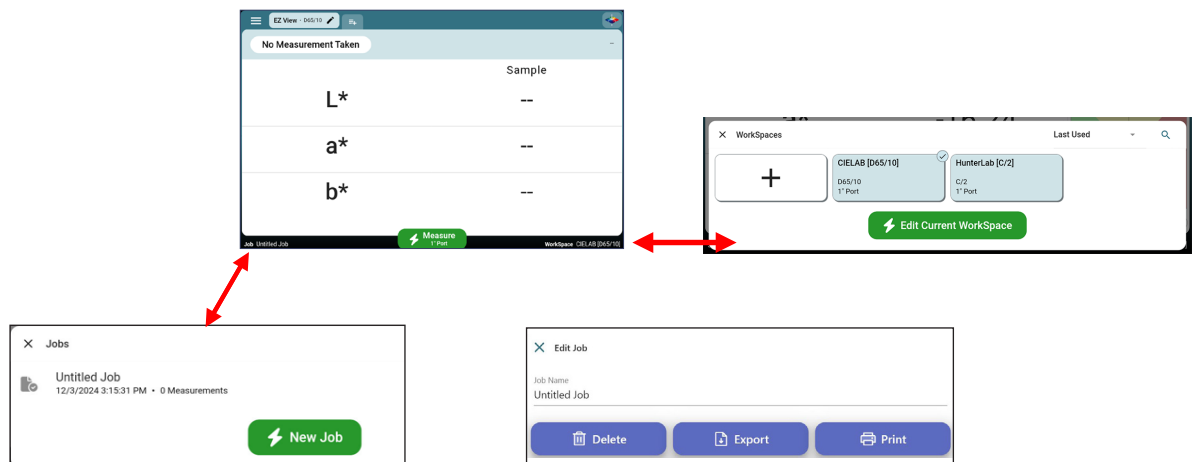 EZ View - D65/10
No Measurement Taken
--
Sample
L* --
a* --
b* --
Job Untitled Job
Measure
1" Port
WorkSpace CIELAB [D65/10]
WorkSpaces
Last Used
CIELAB [D65/10]
D65/10
1" Port
HunterLab [C/2]
C/2
1" Port
Edit Current WorkSpace
Jobs
Untitled Job
12/3/2024 3:15:31 PM • 0 Measurements
New Job
Edit Job
Job Name
Untitled Job
Delete
Export
Print